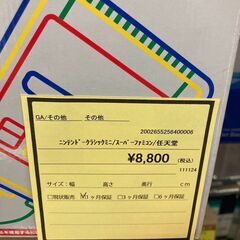 GA/その他 その他
2002655256400006
ﾆﾝﾃﾝﾄﾞｰｸﾗｼｯｸﾐﾆ/ｽｰﾊﾟｰﾌｧﾐｺﾝ/任天堂
¥8,800 (税込)
111124
サイズ:幅 高さ 奥行 cm
□現状販売 ☑1ヶ月保証 □3ヶ月保証 □6ヶ月保証